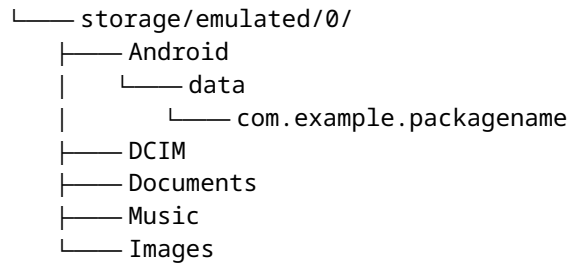 └── storage/emulated/0/
    ├── Android
    │   └── data
    │       └── com.example.packagename
    ├── DCIM
    ├── Documents
    ├── Music
    └── Images